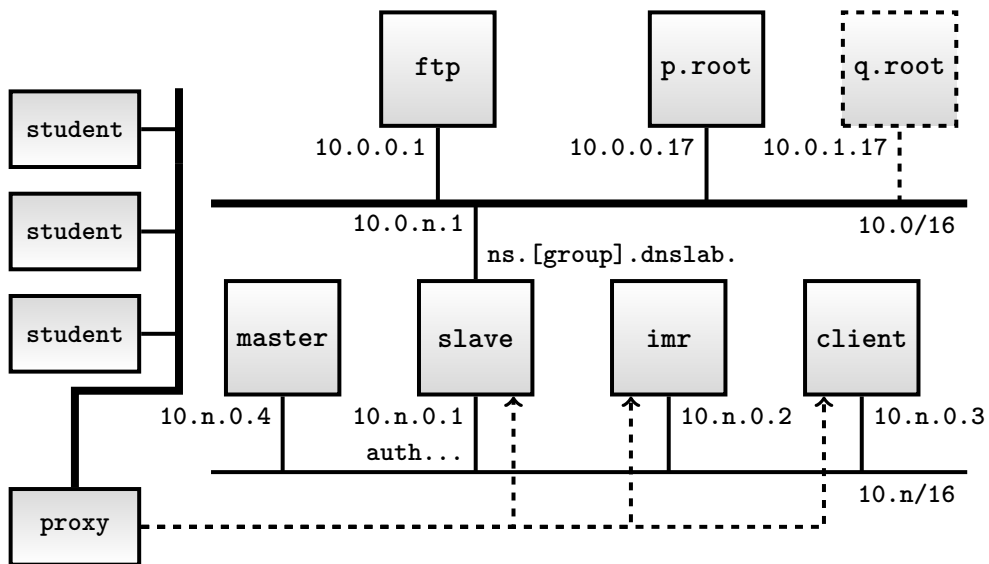 ftp
p.root
q.root
student
10.0.0.1
10.0.0.17
10.0.1.17
student
10.0.n.1
10.0/16
ns.[group].dnslab.
student
master
slave
imr
client
10.n.0.4
10.n.0.1
10.n.0.2
10.n.0.3
auth...
10.n/16
proxy